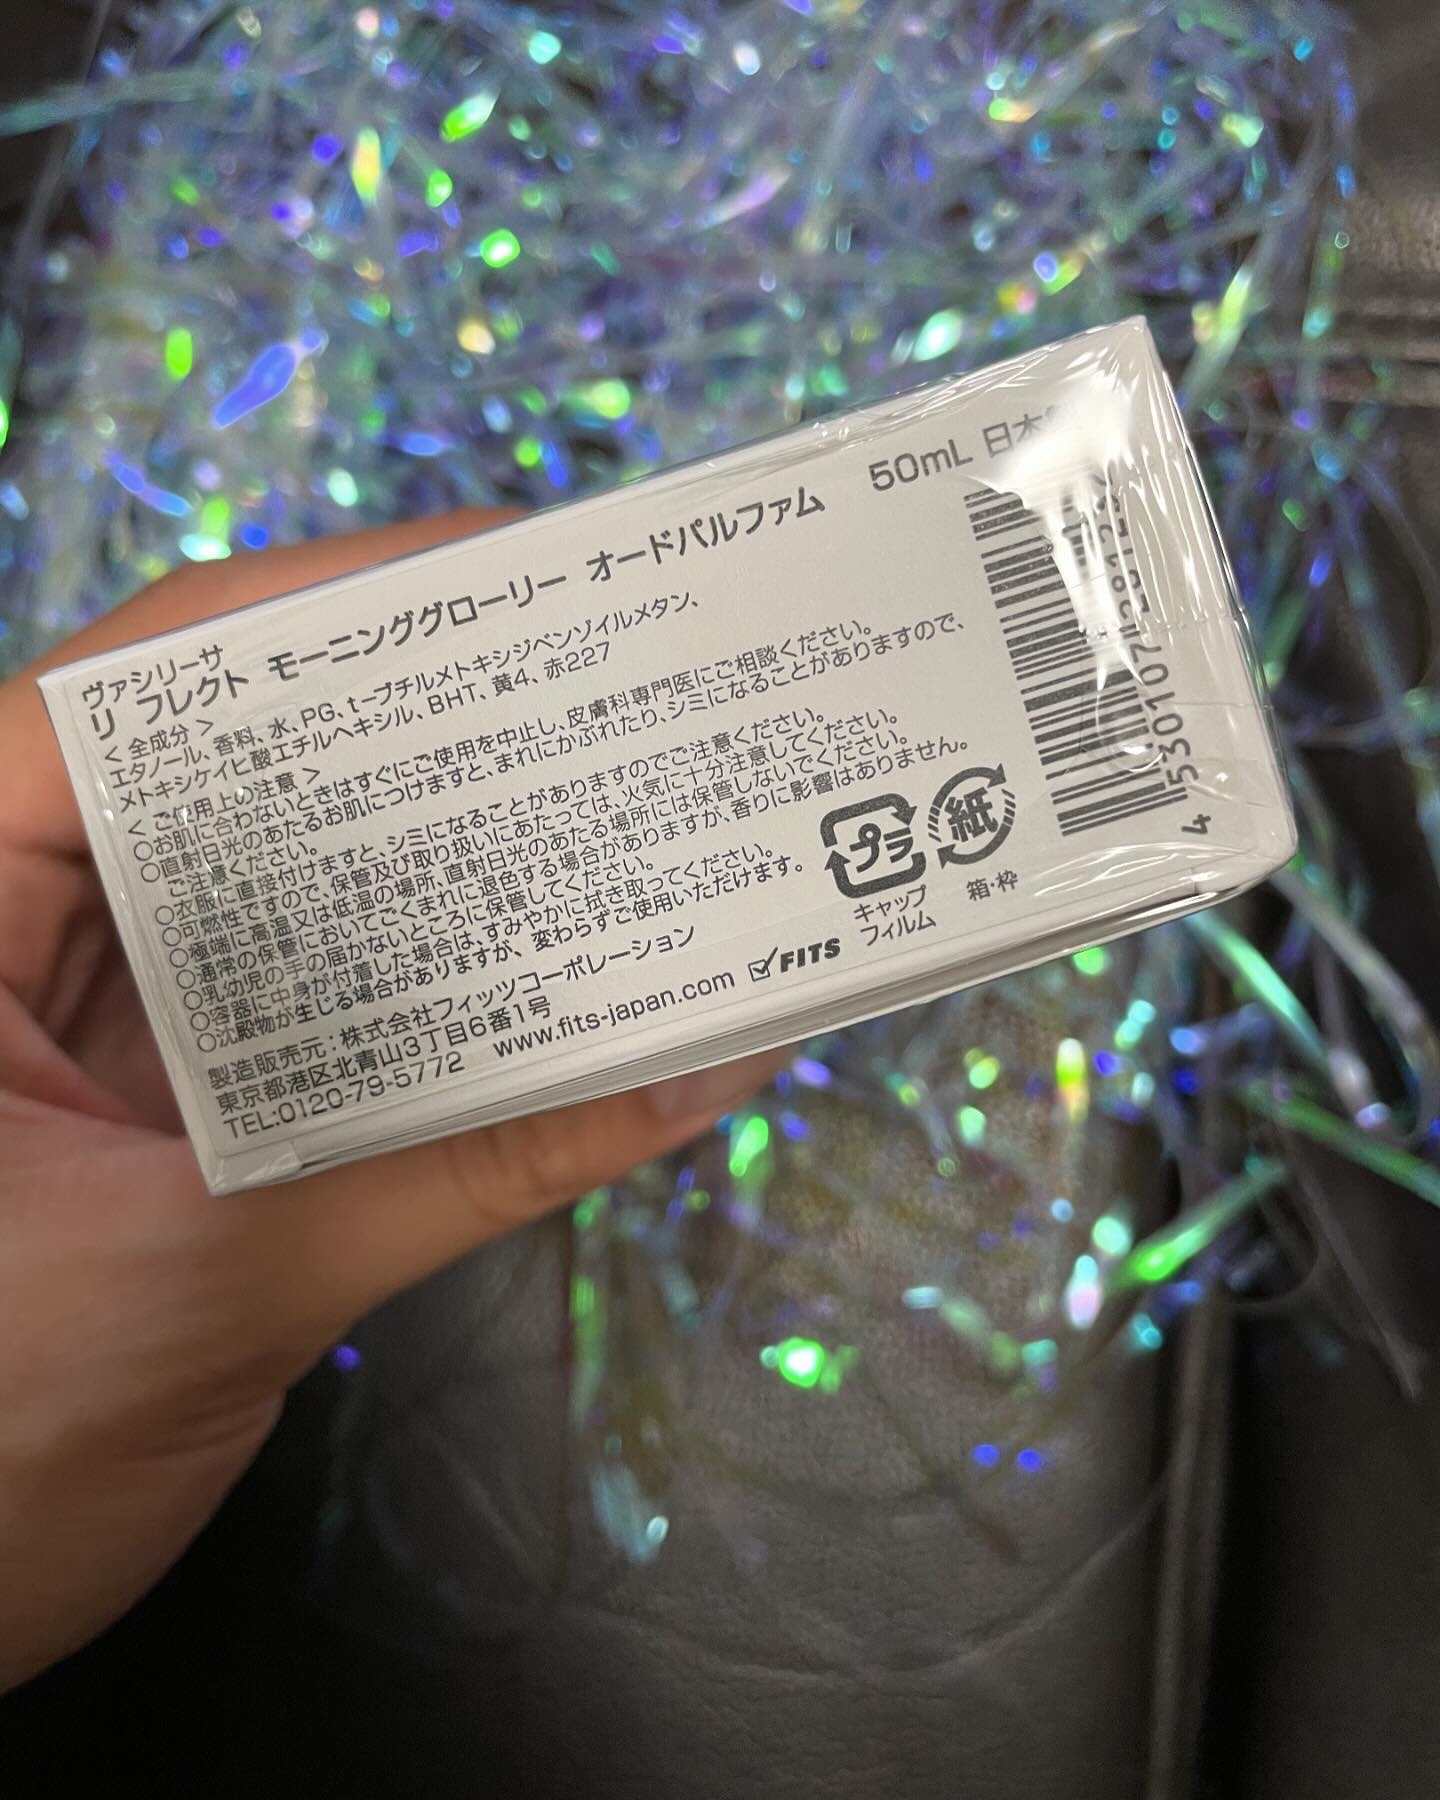 ヴァシリーサ
リ フレクト モーニンググローリー オードパルファム 50mL 日本
< 全成分 >
エタノール、香料、水、PG、t-ブチルメトキシジベンゾイルメタン、
メトキシケイヒ酸エチルヘキシル、BHT、黄4、赤227
< ご使用上の注意 >
○お肌に合わないときはすぐにご使用を中止し、皮膚科専門医にご相談ください。
○直射日光のあたるお肌につけますと、まれにかぶれたり、シミになることがありますので、
ご注意ください。
○衣服に直接付けますと、シミになることがありますのでご注意ください。
○可燃性ですので、保管及び取り扱いにあたっては、火気に十分注意してください。
○極端に高温又は低温の場所、直射日光のあたる場所には保管しないでください。
○通常の保管においてごくまれに退色する場合がありますが、香りに影響はありません。
○乳幼児の手の届かないところに保管してください。
○容器に中身が付着した場合は、すみやかに拭き取ってください。
○沈殿物が生じる場合がありますが、変わらずご使用いただけます。
製造販売元：株式会社フィッツコーポレーション
東京都港区北青山3丁目6番1号
TEL:0120-79-5772 www.fits-japan.com FITS
プラ
キャップ
フィルム
紙
箱・枠
4